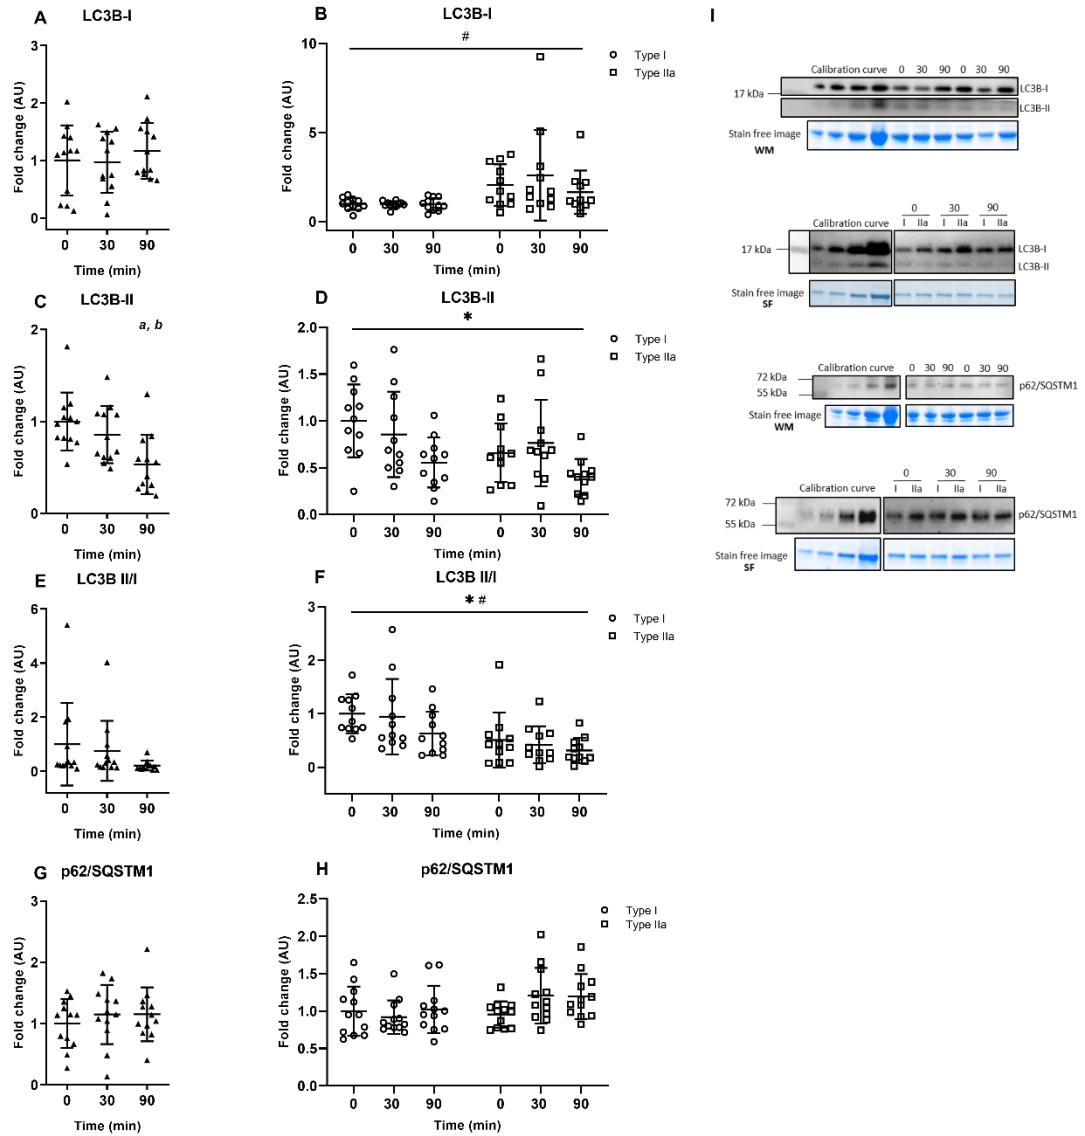 A LC3B-I
Fold change (AU)
3
2
1
0
0 30 90
Time (min)
B LC3B-I
#
Type I
Type IIa
Fold change (AU)
10
5
0
0 30 90 0 30 90
Time (min)
C LC3B-II
a, b
Fold change (AU)
2
1
0
0 30 90
Time (min)
D LC3B-II
*
Type I
Type IIa
Fold change (AU)
2.0
1.5
1.0
0.5
0.0
0 30 90 0 30 90
Time (min)
E LC3B II/I
Fold change (AU)
6
4
2
0
0 30 90
Time (min)
F LC3B II/I
* #
Type I
Type IIa
Fold change (AU)
3
2
1
0
0 30 90 0 30 90
Time (min)
G p62/SQSTM1
Fold change (AU)
3
2
1
0
0 30 90
Time (min)
H p62/SQSTM1
Type I
Type IIa
Fold change (AU)
2.5
2.0
1.5
1.0
0.5
0.0
0 30 90 0 30 90
Time (min)
I
Calibration curve 0 30 90 0 30 90
17 kDa LC3B-I
LC3B-II
Stain free image
WM
0 30 90
Calibration curve I IIa I IIa I IIa
17 kDa LC3B-I
LC3B-II
Stain free image
SF
Calibration curve 0 30 90 0 30 90
72 kDa
55 kDa p62/SQSTM1
Stain free image
WM
0 30 90
Calibration curve I IIa I IIa I IIa
72 kDa
55 kDa p62/SQSTM1
Stain free image
SF